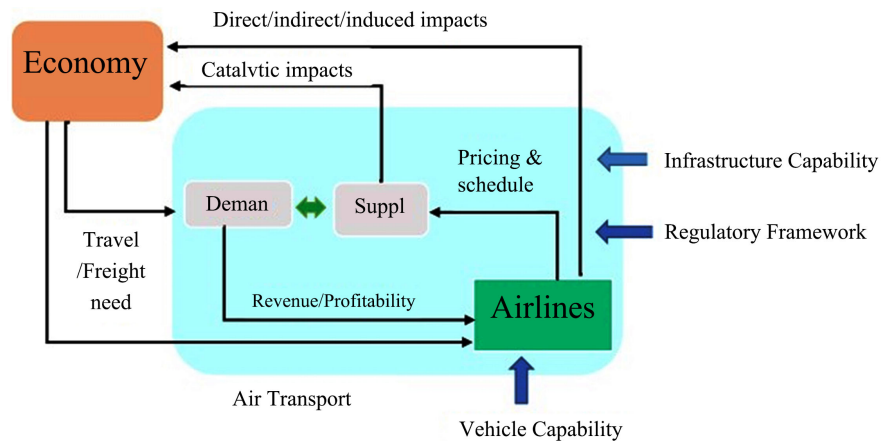 Direct/indirect/induced impacts
Economy
Catalvtic impacts
Pricing &
schedule
Infrastructure Capability
Deman
Suppl
Regulatory Framework
Travel
/Freight
need
Revenue/Profitability
Airlines
Air Transport
Vehicle Capability